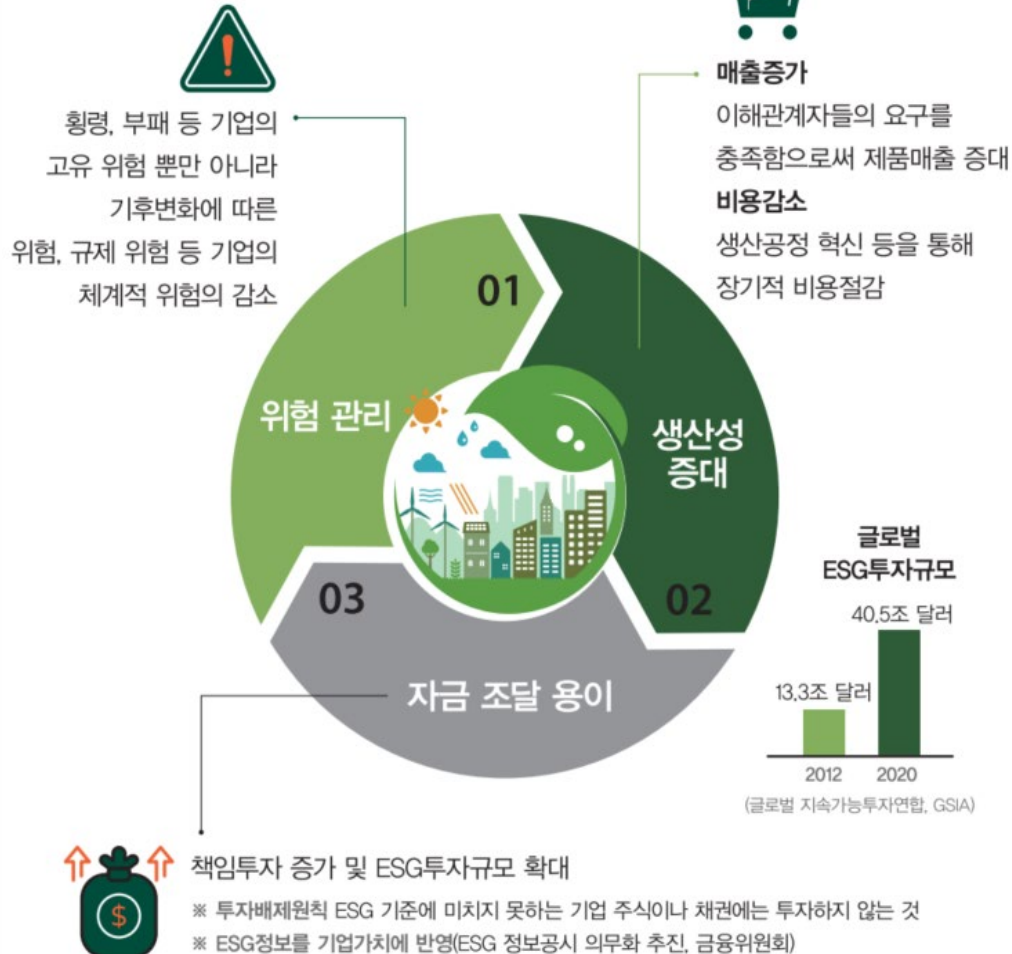 횡령, 부패 등 기업의
고유 위험 뿐만 아니라
기후변화에 따른
위험, 규제 위험 등 기업의
체계적 위험의 감소
매출증가
이해관계자들의 요구를
충족함으로써 제품매출 증대
비용감소
생산공정 혁신 등을 통해
장기적 비용절감
01
위험 관리
생산성
증대
02
03
자금 조달 용이
글로벌
ESG투자규모
40.5조 달러
13.3조 달러
2012
2020
(글로벌 지속가능투자연합, GSIA)
$
책임투자 증가 및 ESG투자규모 확대
※ 투자배제원칙 ESG 기준에 미치지 못하는 기업 주식이나 채권에는 투자하지 않는 것
※ ESG정보를 기업가치에 반영(ESG 정보공시 의무화 추진, 금융위원회)